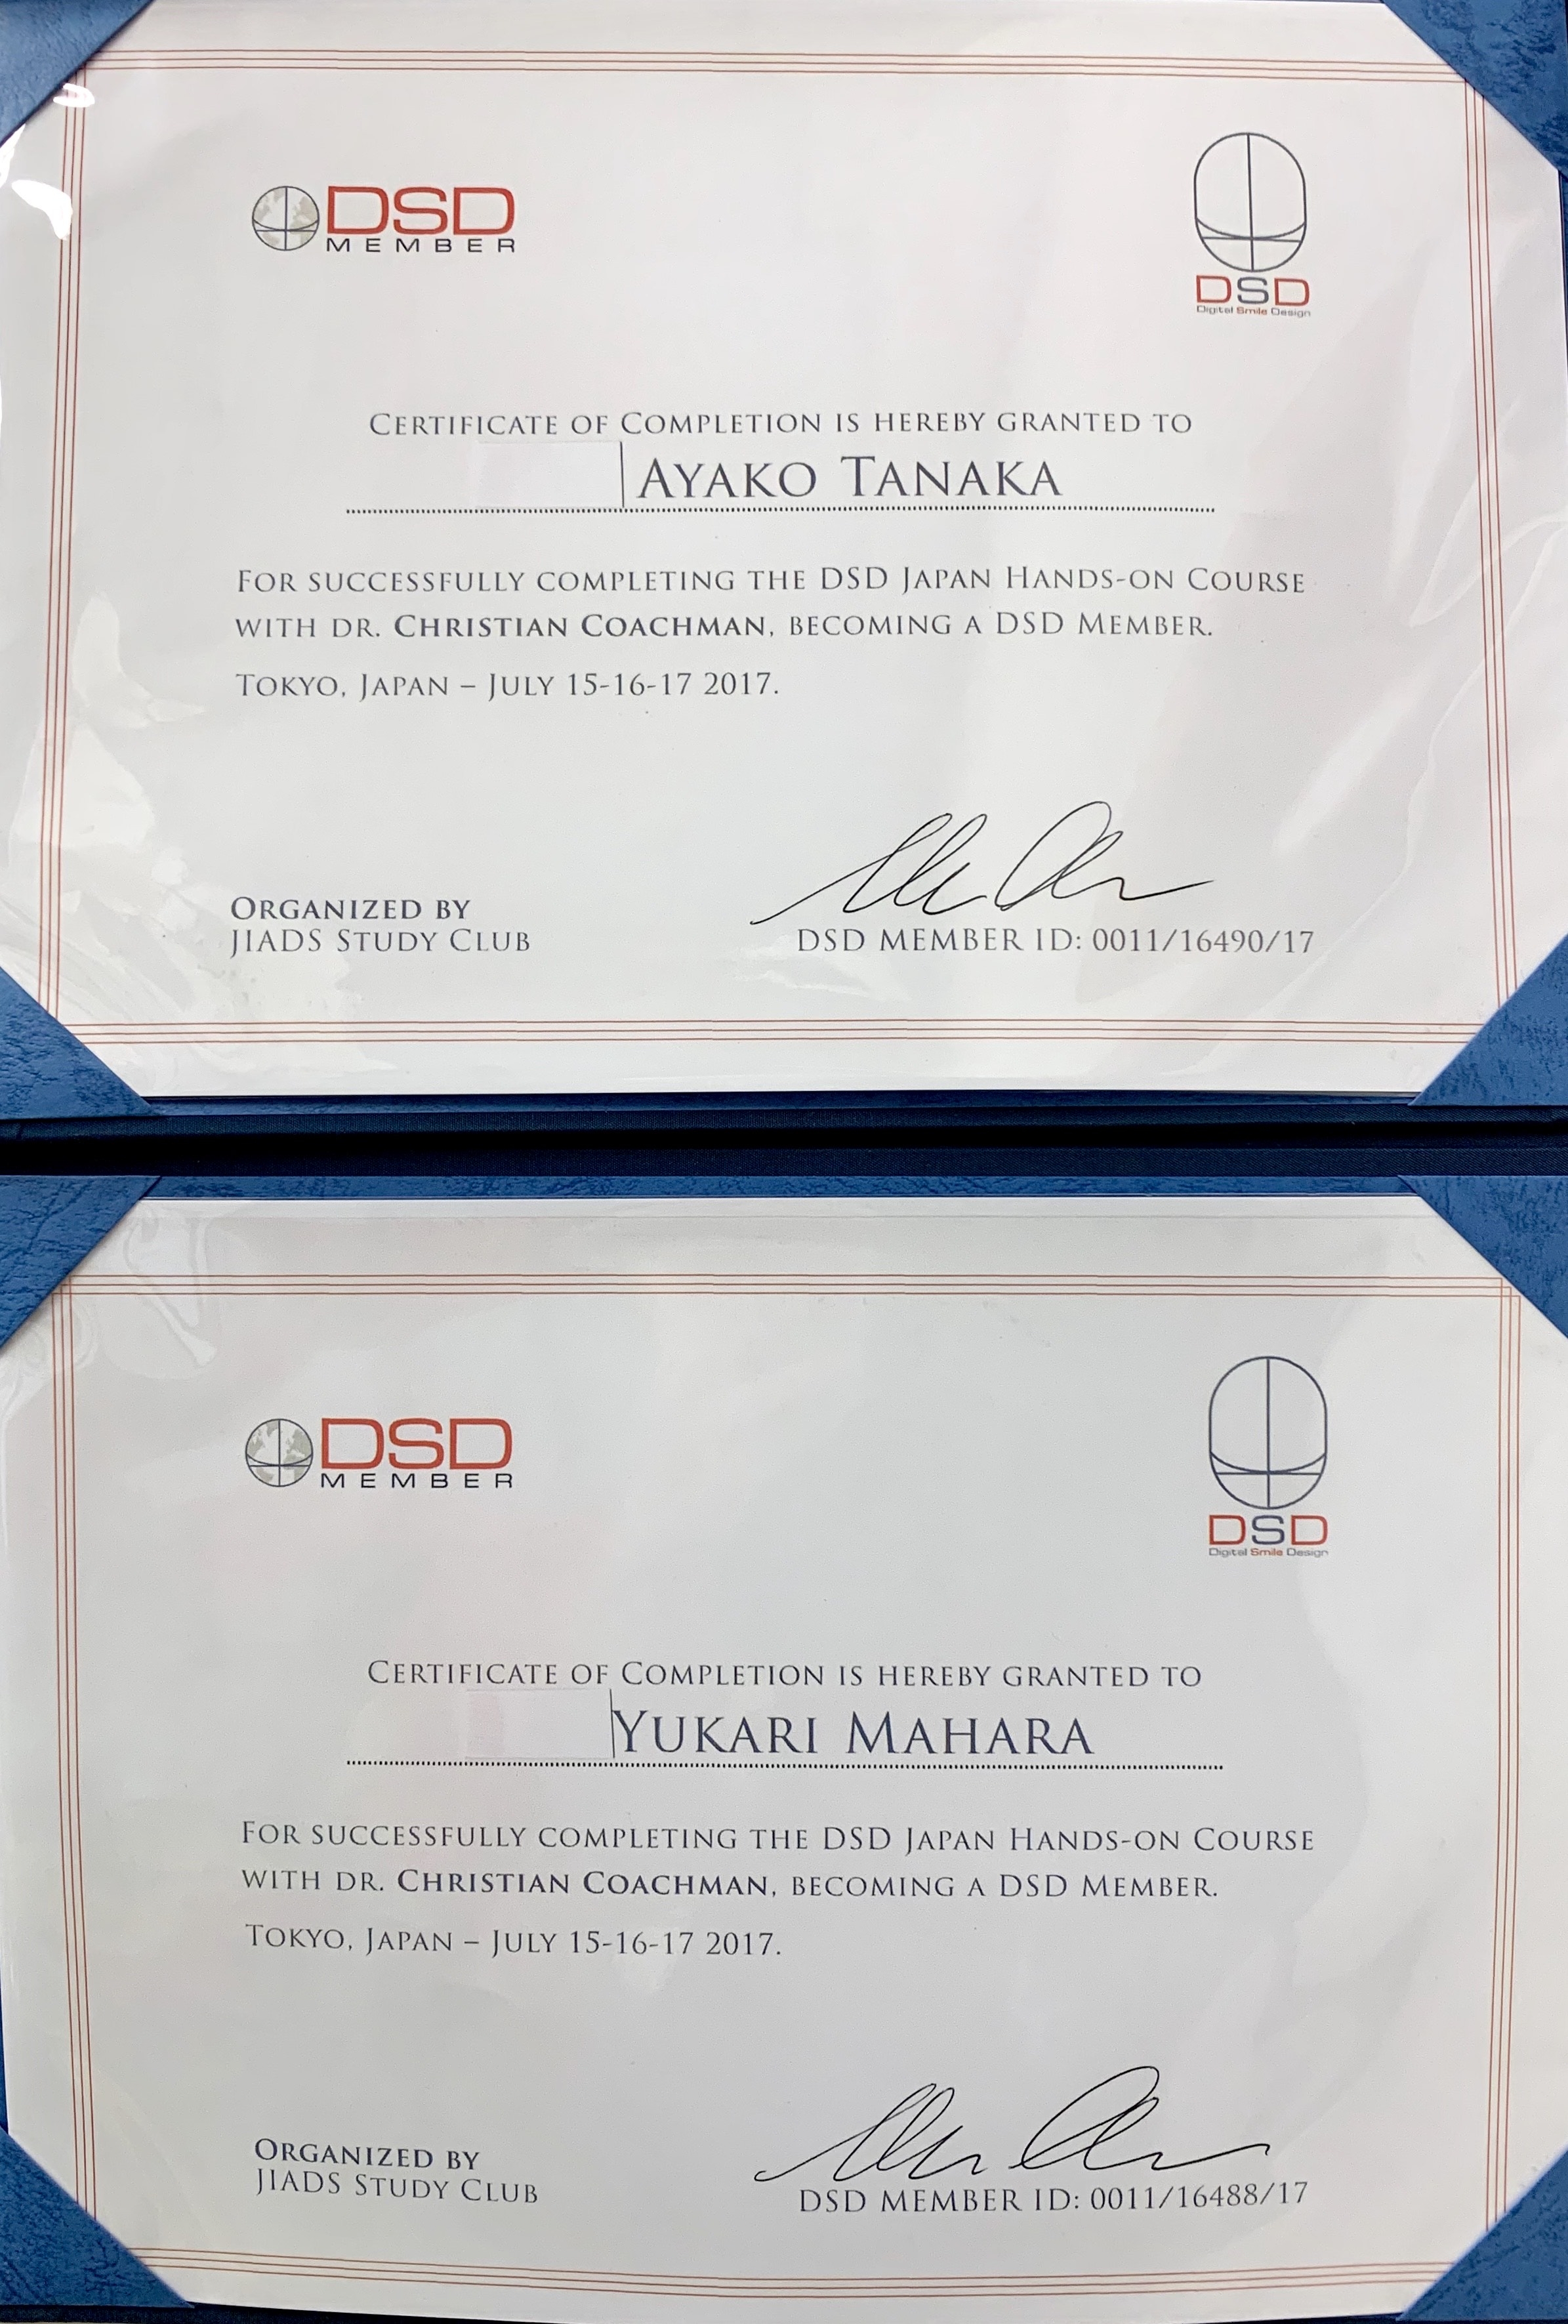 DSD
MEMBER
DSD
Digital Smile Design
CERTIFICATE OF COMPLETION IS HEREBY GRANTED TO
AYAKO TANAKA
FOR SUCCESSFULLY COMPLETING THE DSD JAPAN HANDS-ON COURSE
WITH DR. CHRISTIAN COACHMAN, BECOMING A DSD MEMBER.
TOKYO, JAPAN – JULY 15-16-17 2017.
ORGANIZED BY
JIADS STUDY CLUB
DSD MEMBER ID: 0011/16490/17
DSD
MEMBER
DSD
Digital Smile Design
CERTIFICATE OF COMPLETION IS HEREBY GRANTED TO
YUKARI MAHARA
FOR SUCCESSFULLY COMPLETING THE DSD JAPAN HANDS-ON COURSE
WITH DR. CHRISTIAN COACHMAN, BECOMING A DSD MEMBER.
TOKYO, JAPAN – JULY 15-16-17 2017.
ORGANIZED BY
JIADS STUDY CLUB
DSD MEMBER ID: 0011/16488/17